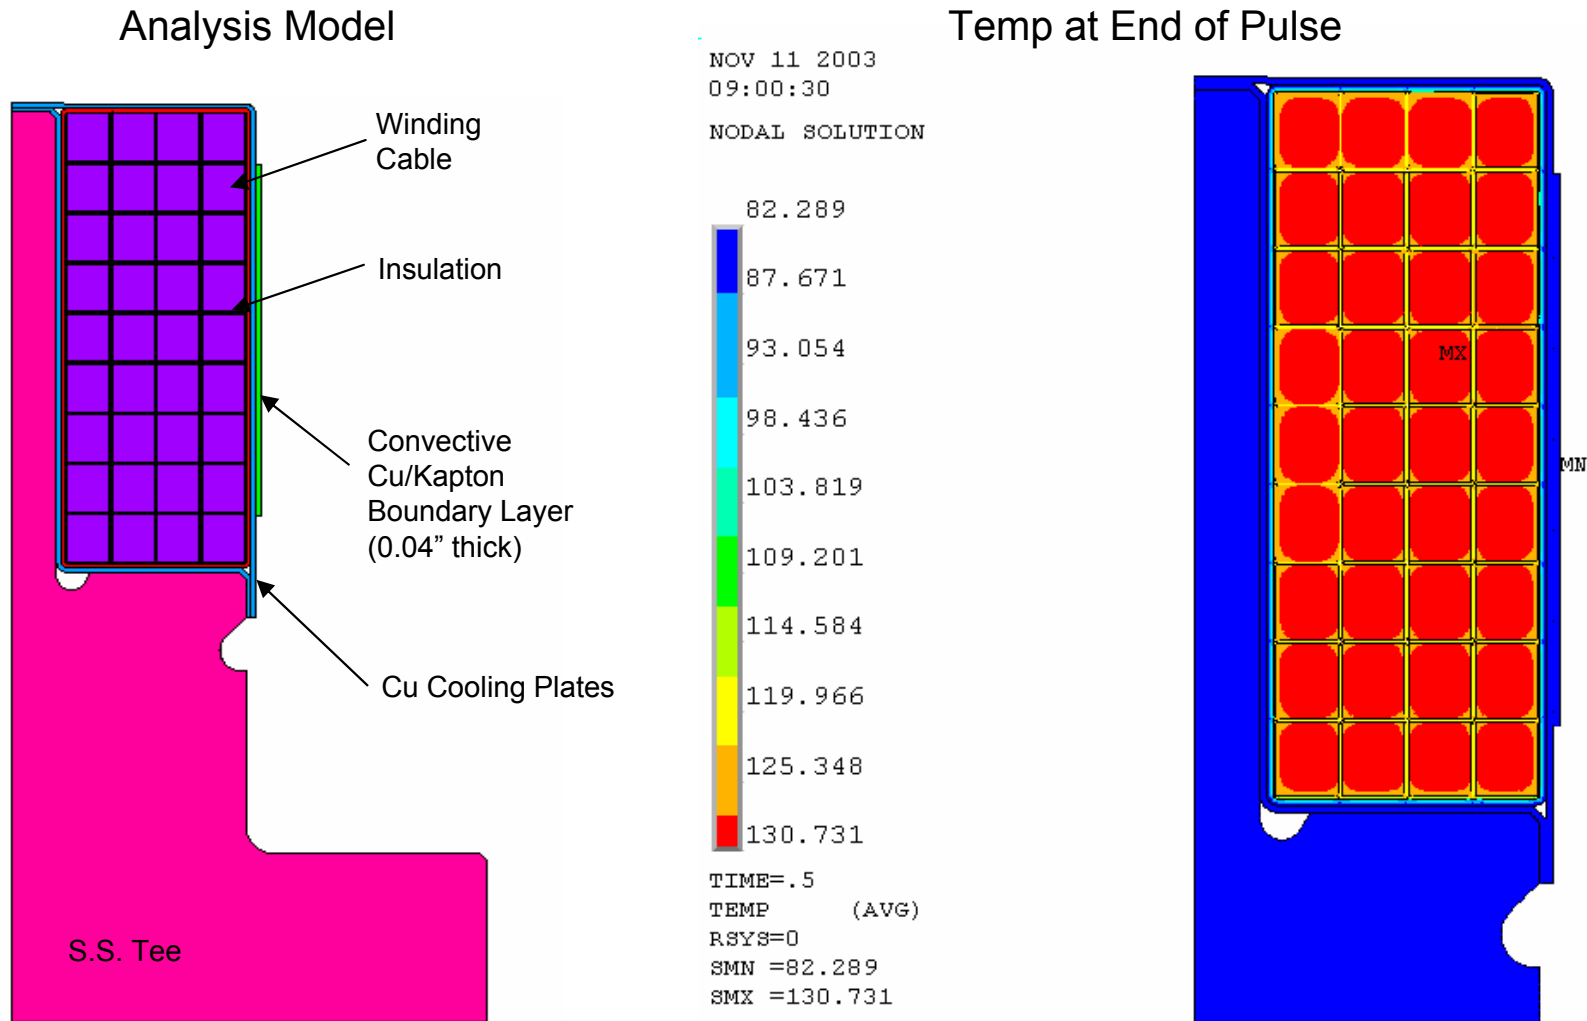 Analysis Model
Temp at End of Pulse
Winding
Cable
Insulation
Convective
Cu/Kapton
Boundary Layer
(0.04” thick)
Cu Cooling Plates
S.S. Tee
NOV 11 2003
09:00:30
NODAL SOLUTION
82.289
87.671
93.054
98.436
103.819
109.201
114.584
119.966
125.348
130.731
TIME=.5
TEMP (AVG)
RSYS=0
SMN =82.289
SMX =130.731
MX
MN